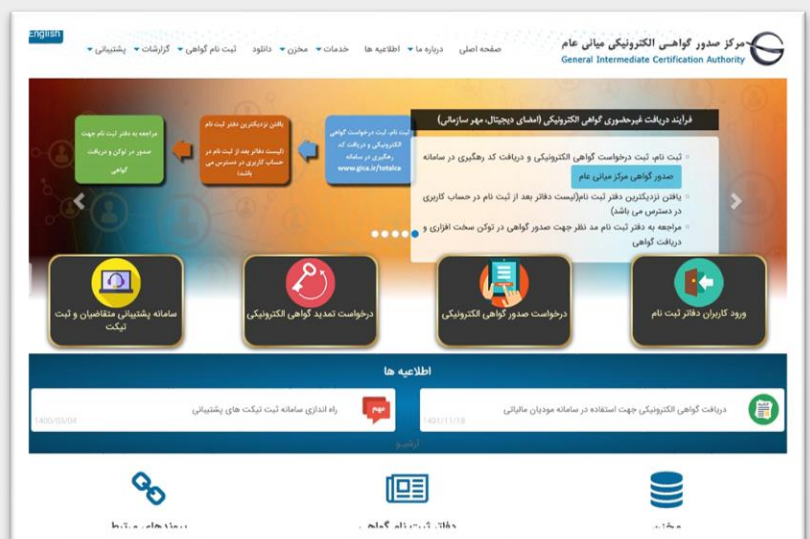 English
مرکز صدور گواهی الکترونیکی میانی عام
General Intermediate Certification Authority
صفحه اصلی درباره ما اطلاعیه ها خدمات مخزن دانلود ثبت نام گواهی گزارشات پشتیبانی
فرآیند دریافت غیرحضوری گواهی الکترونیکی (امضای دیجیتال، مهر سازمانی)
ثبت نام، ثبت درخواست گواهی الکترونیکی و دریافت کد رهگیری در سامانه
صدور گواهی مرکز میانی عام
یافتن نزدیکترین دفتر ثبت نام(لیست دفاتر بعد از ثبت نام در حساب کاربری
در دسترس می باشد)
مراجعه به دفتر ثبت نام مد نظر جهت صدور گواهی در توکن سخت افزاری و
دریافت گواهی
ثبت نام، ثبت درخواست گواهی
الکترونیکی و دریافت کد
رهگیری در سامانه
www.gica.ir/totalca
یافتن نزدیکترین دفتر ثبت نام
(لیست دفاتر بعد از ثبت نام در
حساب کاربری در دسترس می
باشد)
مراجعه به دفتر ثبت نام جهت
صدور در توکن و دریافت
گواهی
ورود کاربران دفاتر ثبت نام
درخواست صدور گواهی الکترونیکی
درخواست تمدید گواهی الکترونیکی
سامانه پشتیبانی متقاضیان و ثبت
تیکت
اطلاعیه ها
دریافت گواهی الکترونیکی جهت استفاده در سامانه مودیان مالیاتی
1401/11/18
مهم
راه اندازی سامانه ثبت تیکت های پشتیبانی
1400/03/04
آرشیو
مخزن
دفاتر ثبت نام گواهی
پیوندهای مرتبط